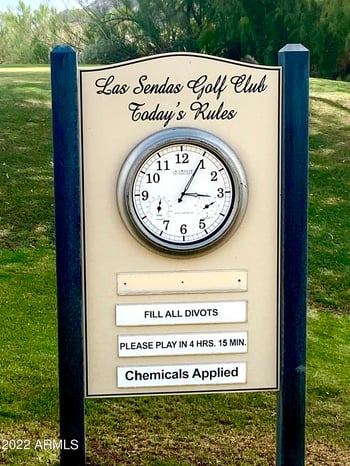 Las Sendas Golf Club
Today's Rules
12
11 1
10 2
9 3
8 4
7 5
6
FILL ALL DIVOTS
PLEASE PLAY IN 4 HRS. 15 MIN.
Chemicals Applied
2022 ARMLS